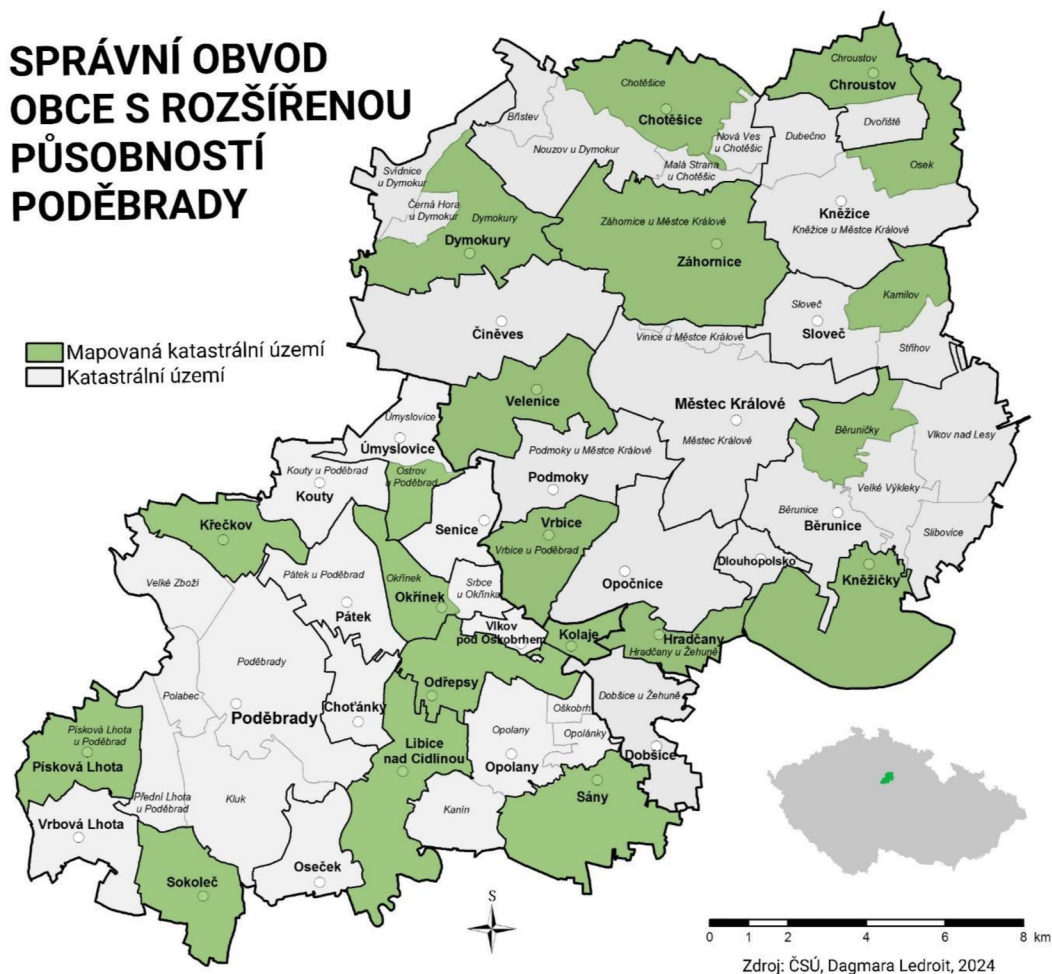 SPRÁVNÍ OBVOD
OBCE S ROZŠÍŘENOU
PŮSOBNOSTÍ
PODĚBRADY
Mapovaná katastrální území
Katastrální území
Chroustov
Chroustov
Chotěšice
Chotěšice
Břístev
Nouzov u Dymokur
Nová Ves
u Chotěšic
Malá Strana
u Chotěšic
Dubečno
Dvořiště
Osek
Svídnice
u Dymokur
Černá Hora
u Dymokur
Dymokury
Dymokury
Záhornice u Městce Králové
Záhornice
Kněžice
Kněžice u Městce Králové
Činěves
Vinice u Městce Králové
Sloveč
Sloveč
Kamilov
Střihov
Velenice
Městec Králové
Městec Králové
Běruničky
Vlkov nad Lesy
Úmyslovice
Úmyslovice
Podmoky u Městce Králové
Podmoky
Kouty u Poděbrad
Kouty
Ostrov
u Poděbrad
Velké Výkleky
Běrunice
Běrunice
Slibovice
Křečkov
Senice
Vrbice
Vrbice u Poděbrad
Opočnice
Dlouhopolsko
Kněžičky
Velké Zboží
Pátek u Poděbrad
Pátek
Okřínek
Okřínek
Srbce
u Okřínka
Vlkov
pod Oškobrhem
Kolaje
Hradčany
Hradčany u Žehuně
Poděbrady
Poděbrady
Polabec
Choťánky
Odřepsy
Oškobrh
Opolánky
Opolany
Opolany
Dobšice u Žehuně
Dobšice
Písková Lhota
u Poděbrad
Písková Lhota
Libice
nad Cidlinou
Sány
Kanín
Přední Lhota
u Poděbrad
Kluk
Vrbová Lhota
Sokoleč
Oseček
S
0 1 2 4 6 8 km
Zdroj: ČSÚ, Dagmara Ledroit, 2024